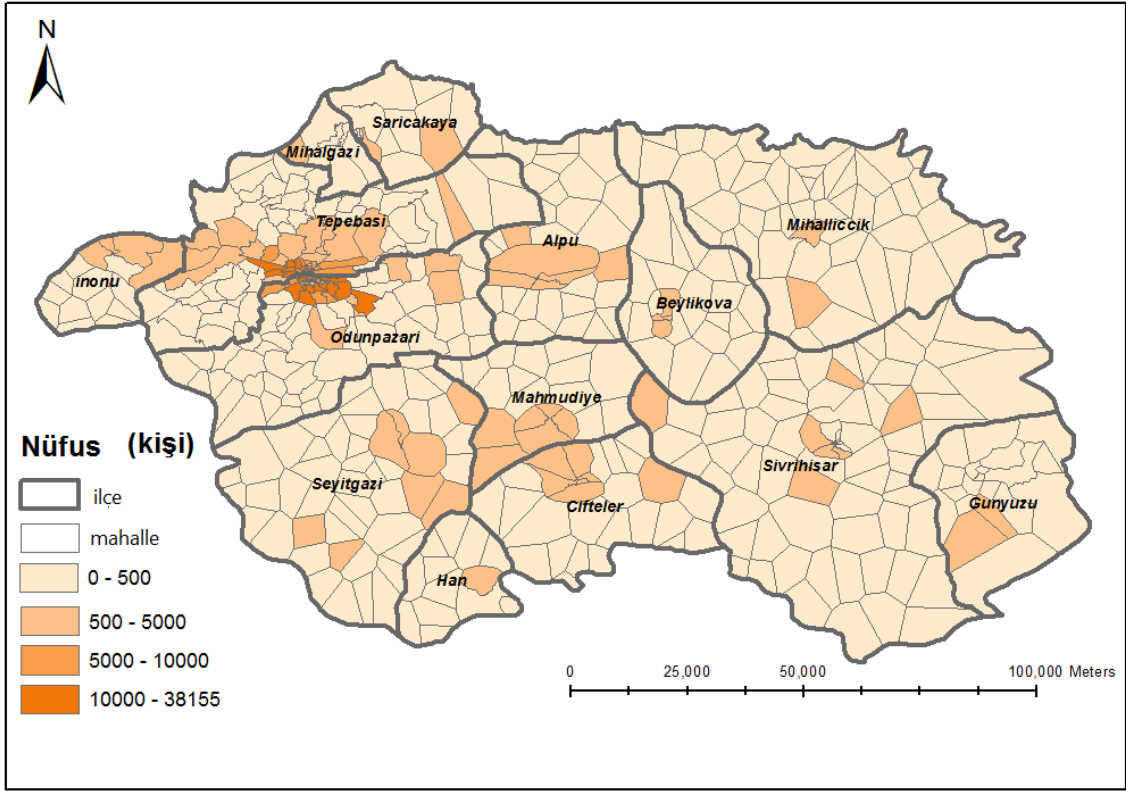 N
Saricakaya
Mihalgazi
Tepebasi
Mihalliccik
Alpu
inonu
Beylikova
Odunpazari
Mahmudiye
Nüfus (kişi)
Sivrihisar
Seyitgazi
ilçe
Gunyuzu
Cifteler
mahalle
0 - 500
Han
500 - 5000
5000 - 10000
0 25,000 50,000 100,000 Meters
10000 - 38155